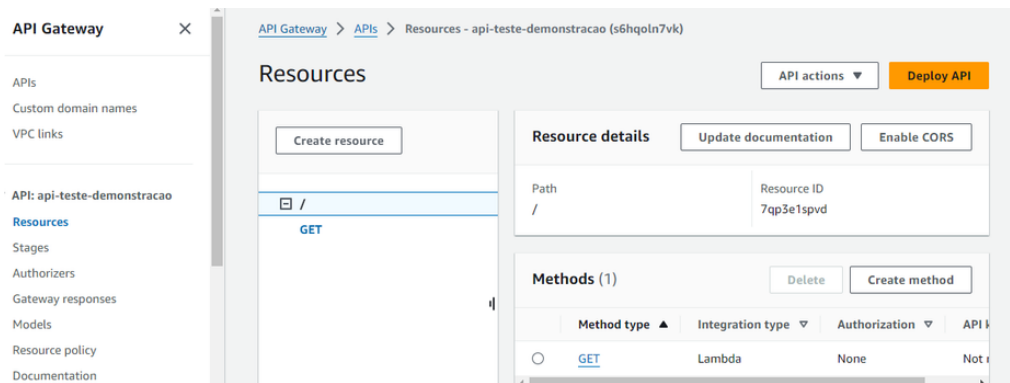 API Gateway
APIs
Custom domain names
VPC links
API: api-teste-demonstracao
Resources
Stages
Authorizers
Gateway responses
Models
Resource policy
Documentation
API Gateway > APIs > Resources - api-teste-demonstracao (s6hqoln7vk)
Resources
API actions
Deploy API
Create resource
/
GET
Resource details
Update documentation
Enable CORS
Path
/
Resource ID
7qp3e1spvd
Methods (1)
Delete
Create method
Method type Integration type Authorization API
GET Lambda None Not